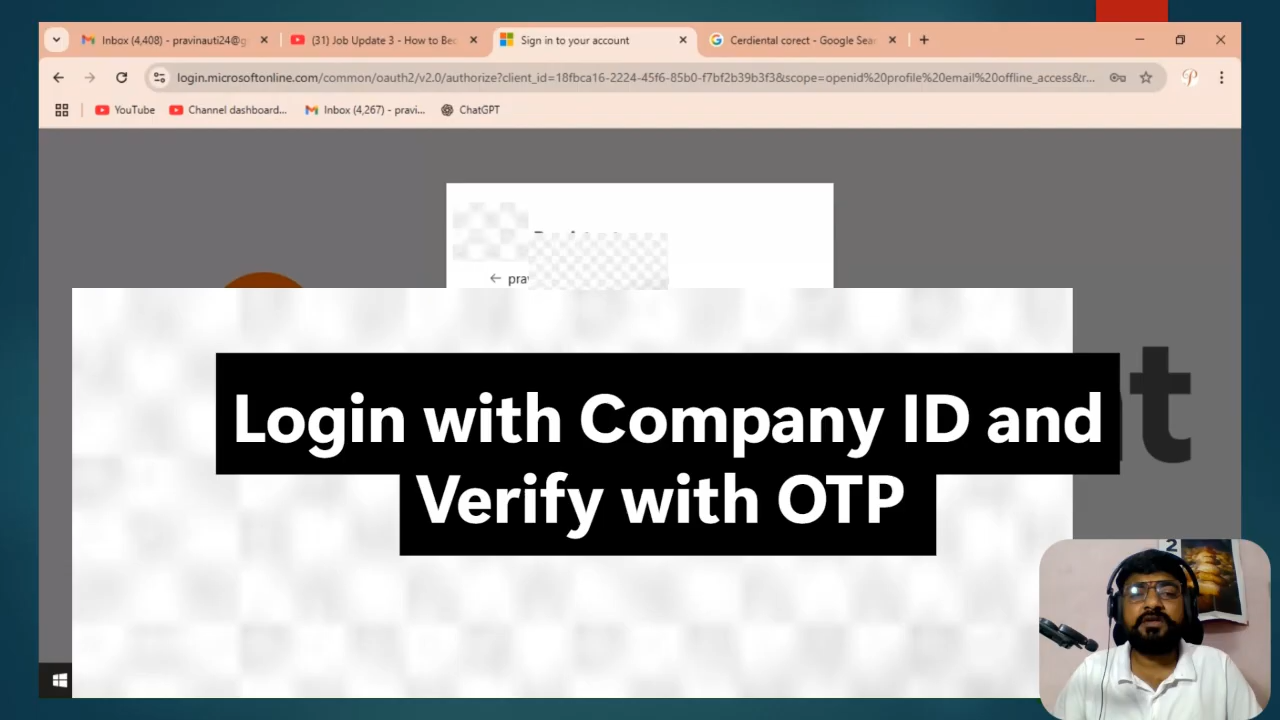 Inbox (4,408) - pravinauti24@g
(31) Job Update 3 - How to Bec
Sign in to your account
Cerdiental corect - Google Sear
login.microsoftonline.com/common/oauth2/v2.0/authorize?client_id=18fbca16-2224-45f6-85b0-f7bf2b39b3f3&scope=openid%20profile%20email%20offline_access&r...
YouTube
Channel dashboard...
Inbox (4,267) - pravi...
ChatGPT
prav
t
Login with Company ID and
Verify with OTP
2